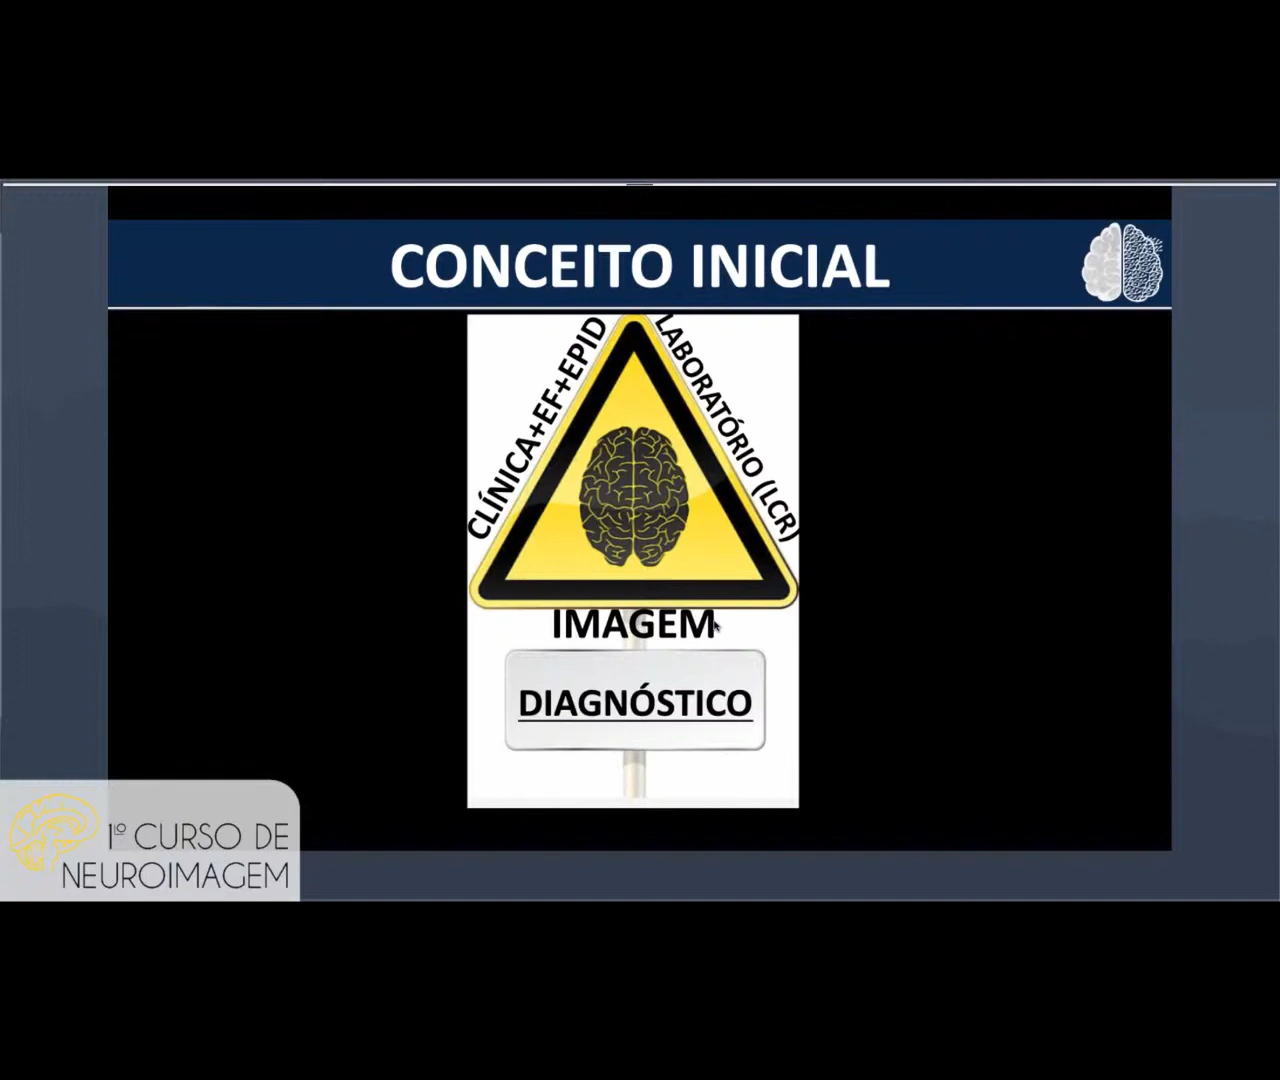 CONCEITO INICIAL
CLÍNICA+EF+EPID
LABORATÓRIO (LCR)
IMAGEM
DIAGNÓSTICO
1º CURSO DE
NEUROIMAGEM